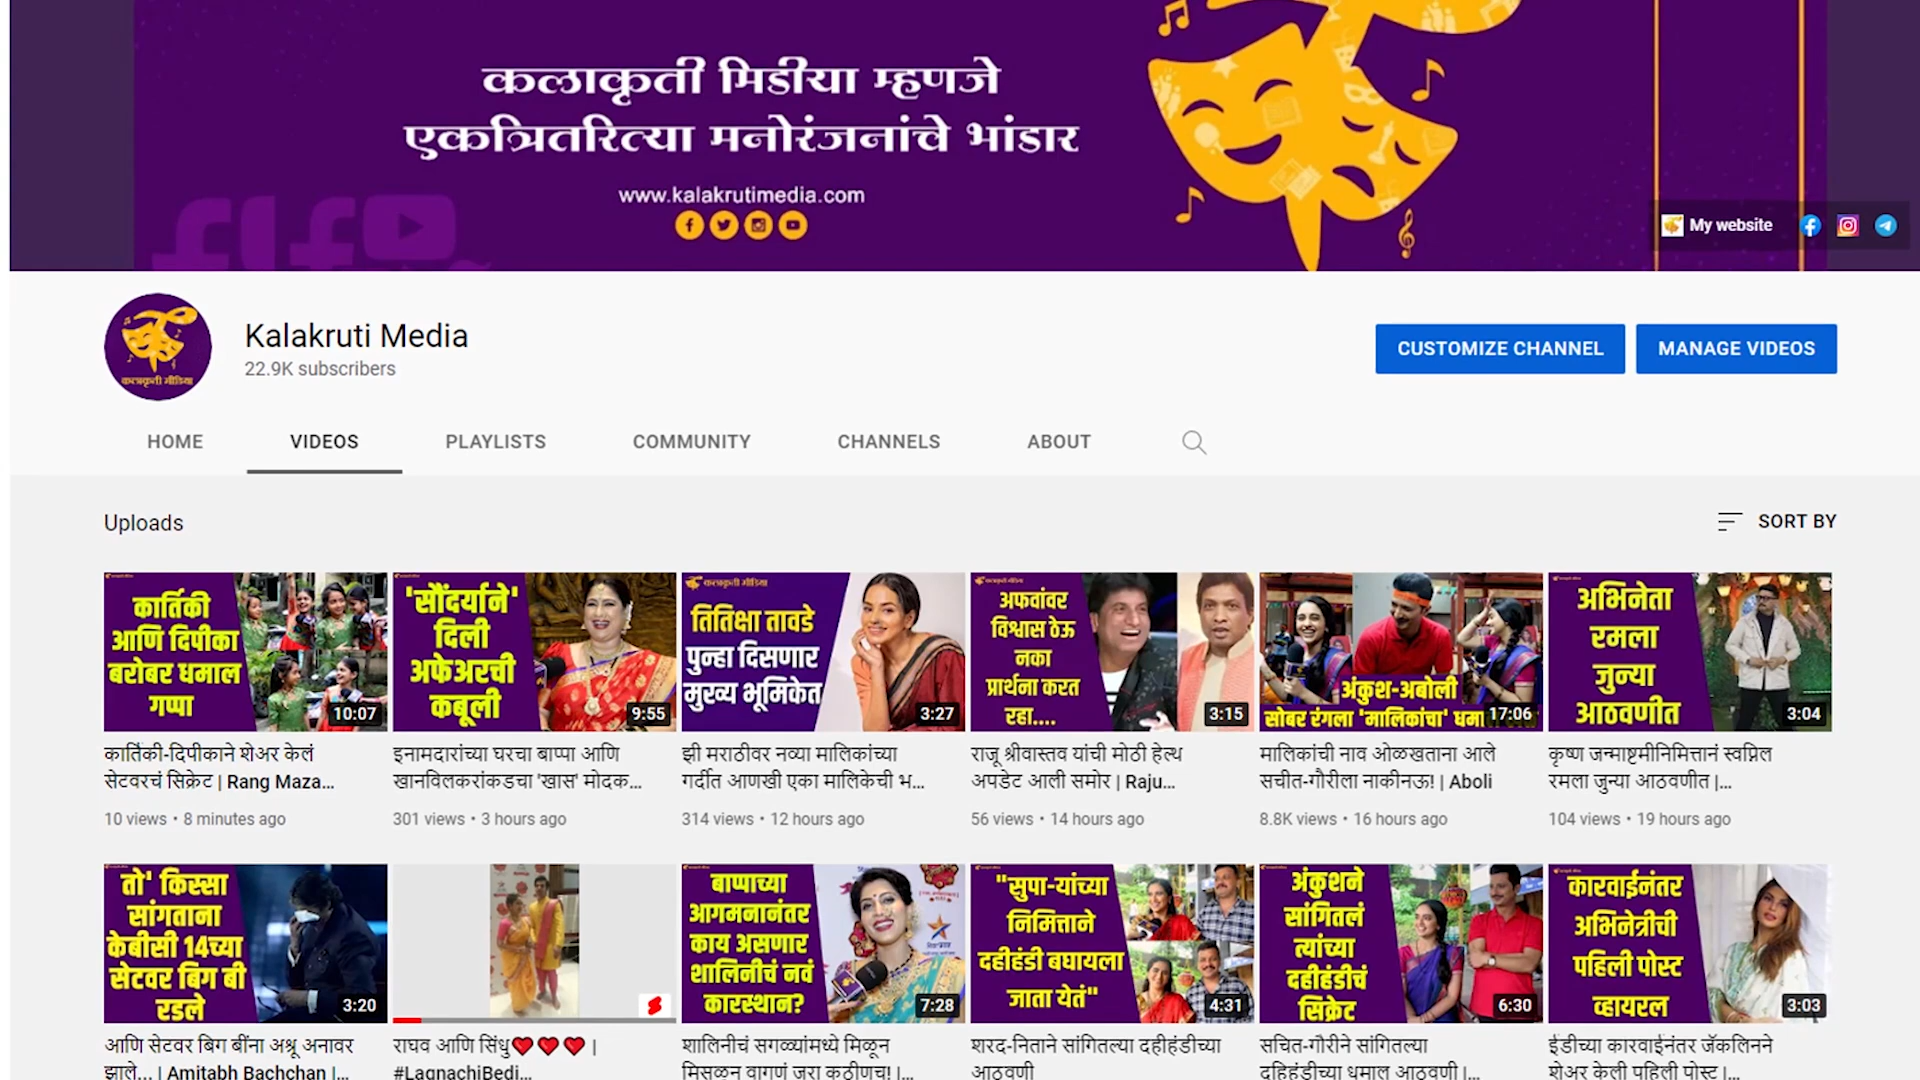 कलाकृती मिडीया म्हणजे
एकत्रितरित्या मनोरंजनांचे भांडार
www.kalakrutimedia.com
My website
Kalakruti Media
22.9K subscribers
CUSTOMIZE CHANNEL
MANAGE VIDEOS
HOME
VIDEOS
PLAYLISTS
COMMUNITY
CHANNELS
ABOUT
Uploads
SORT BY
कार्तिकी
आणि दिपीका
बरोबर धमाल
गप्पा
10:07
'सौंदर्याने'
दिली
अफेअरची
कबूली
9:55
कलाकृती मीडिया
तितिक्षा तावडे
पुन्हा दिसणार
मुख्य भूमिकेत
3:27
कलाकृती मीडिया
अफवांवर
विश्वास ठेऊ
नका
प्रार्थना करत
रहा....
3:15
अंकुश-अबोली
सोबर रंगला 'मालिकांचा' धमा
17:06
अभिनेता
रमला
जुन्या
आठवणीत
3:04
कार्तिकी-दिपीकाने शेअर केलं
सेटवरचं सिक्रेट | Rang Maza...
10 views • 8 minutes ago
इनामदारांच्या घरचा बाप्पा आणि
खानविलकरांकडचा 'खास' मोदक...
301 views • 3 hours ago
झी मराठीवर नव्या मालिकांच्या
गर्दीत आणखी एका मालिकेची भ...
314 views • 12 hours ago
राजू श्रीवास्तव यांची मोठी हेल्थ
अपडेट आली समोर | Raju...
56 views • 14 hours ago
मालिकांची नाव ओळखताना आले
सचीत-गौरीला नाकीनऊ! | Aboli
8.8K views • 16 hours ago
कृष्ण जन्माष्टमीनिमित्तानं स्वप्निल
रमला जुन्या आठवणीत |...
104 views • 19 hours ago
तो' किस्सा
सांगताना
केबीसी 14च्या
सेटवर बिग बी
रडले
3:20
बाप्पाच्या
आगमनानंतर
काय असणार
शालिनीचं नवं
कारस्थान?
7:28
"सुपा-यांच्या
निमित्ताने
दहीहंडी बघायला
जाता येतं"
4:31
अंकुशने
सांगितलं
त्यांच्या
दहीहंडीचं
सिक्रेट
6:30
कारवाईनंतर
अभिनेत्रीची
पहिली पोस्ट
व्हायरल
3:03
आणि सेटवर बिग बींना अश्रू अनावर
झाले... | Amitabh Bachchan |...
राघव आणि सिंधु❤❤❤ |
#LagnachiBedi...
शालिनीचं सगळ्यांमध्ये मिळून
मिसळून वागणं जरा कठीणच! |...
शरद-निताने सांगितल्या दहीहंडीच्या
आठवणी
सचित-गौरीने सांगितल्या
दहिहंडीच्या धमाल आठवणी |...
ईडीच्या कारवाईनंतर जॅकलिनने
शेअर केली पहिली पोस्ट |...